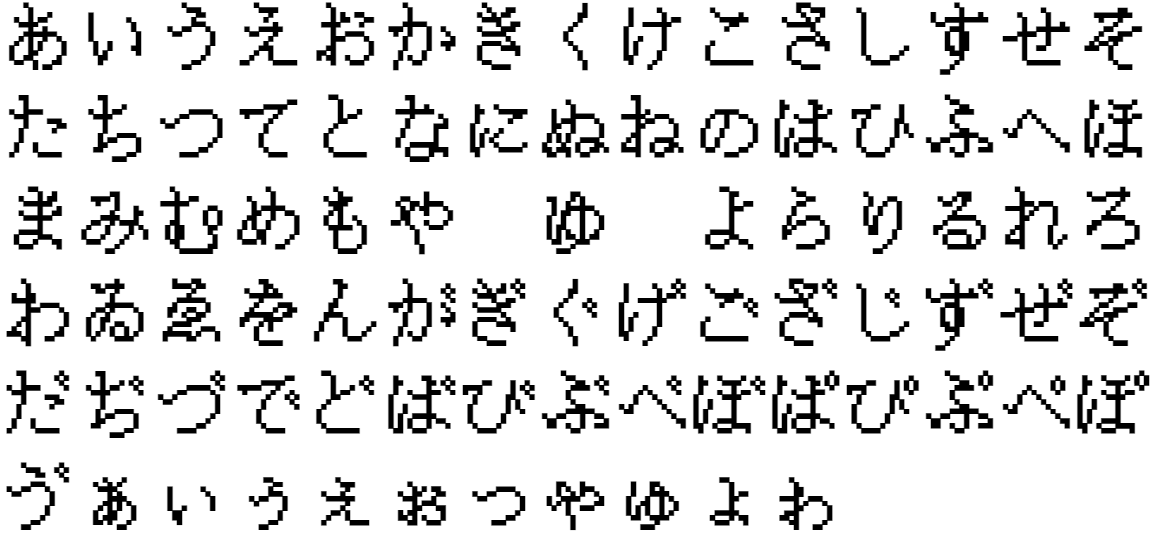 あいうえおかきくけこさしすせそ
たちつてとなにぬねのはひふへほ
まみむめもや ゆ よらりるれろ
わゐゑをんがぎぐげござじずぜぞ
だぢづでどばびぶべぼぱぴぷぺぽ
ゔぁぃぅぇぉっゃゅょゎ